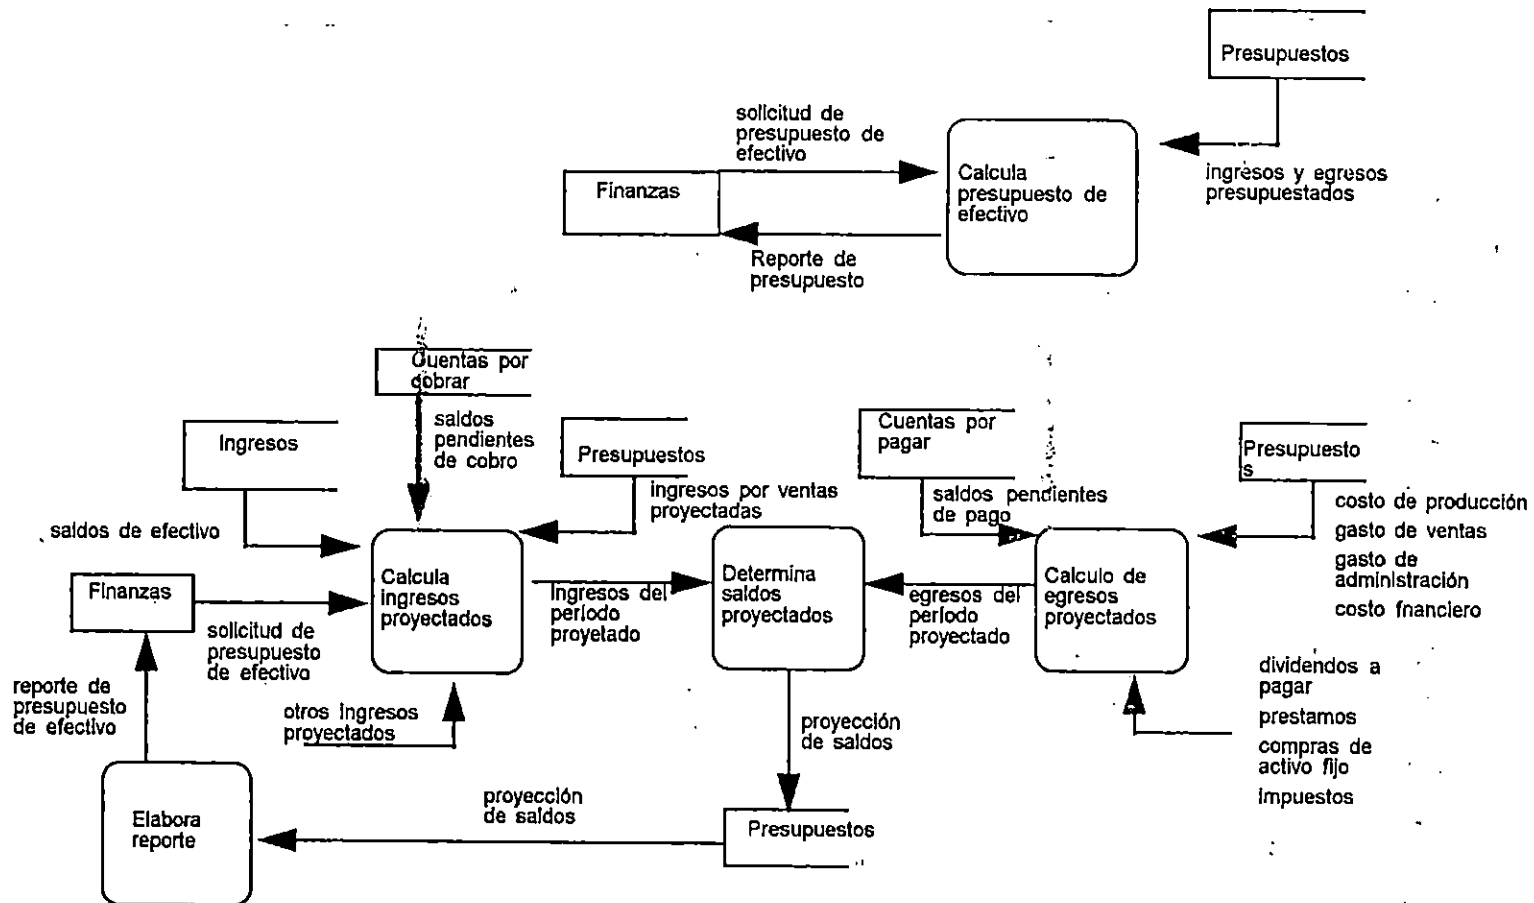 Presupuestos
solicitud de
presupuesto de
efectivo
Finanzas
Calcula
presupuesto de
efectivo
ingresos y egresos
presupuestados
Reporte de
presupuesto
Cuentas por
cobrar
saldos
pendientes
de cobro
Ingresos
Presupuestos
Cuentas por
pagar
Presupuesto
s
ingresos por ventas
proyectadas
saldos pendientes
de pago
costo de producción
gasto de ventas
gasto de
administración
costo fnanciero
saldos de efectivo
Finanzas
Calcula
ingresos
proyectados
Ingresos del
período
proyetado
Determina
saldos
proyectados
egresos del
período
proyectado
Calculo de
egresos
proyectados
solicitud de
presupuesto
de efectivo
reporte de
presupuesto
de efectivo
otros ingresos
proyectados
proyección
de saldos
dividendos a
pagar
prestamos
compras de
activo fijo
impuestos
Elabora
reporte
proyección
de saldos
Presupuestos